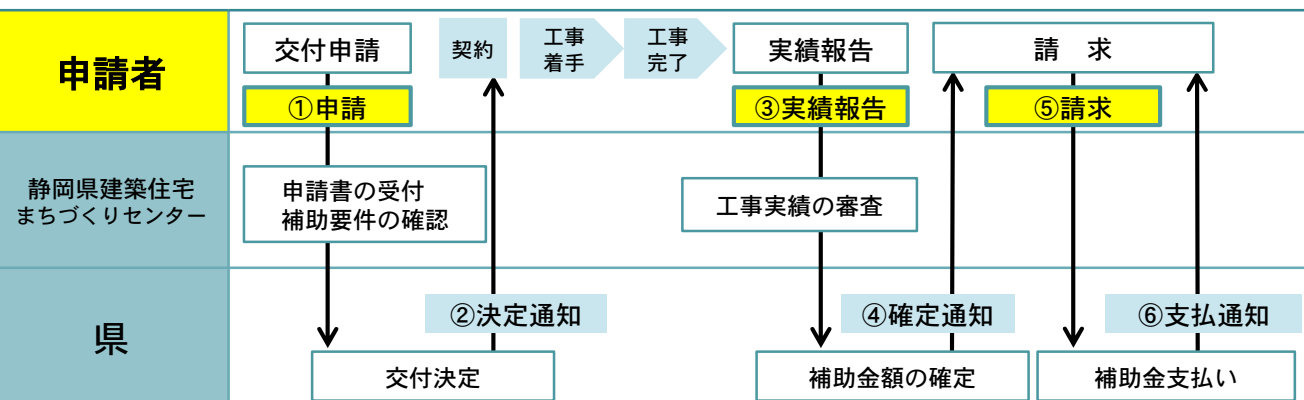 申請者
交付申請
契約
工事
着手
工事
完了
実績報告
請　求
①申請
③実績報告
⑤請求
静岡県建築住宅
まちづくりセンター
申請書の受付
補助要件の確認
工事実績の審査
県
②決定通知
④確定通知
⑥支払通知
交付決定
補助金額の確定
補助金支払い